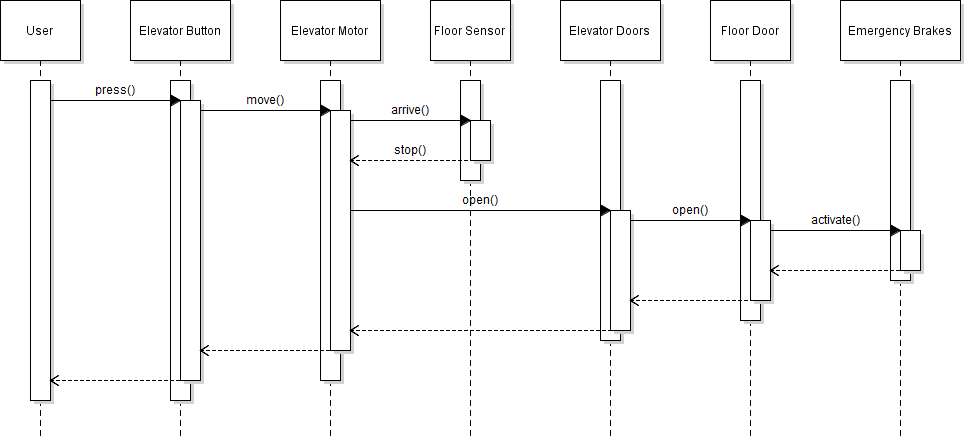 User
Elevator Button
Elevator Motor
Floor Sensor
Elevator Doors
Floor Door
Emergency Brakes
press()
move()
arrive()
stop()
open()
open()
activate()